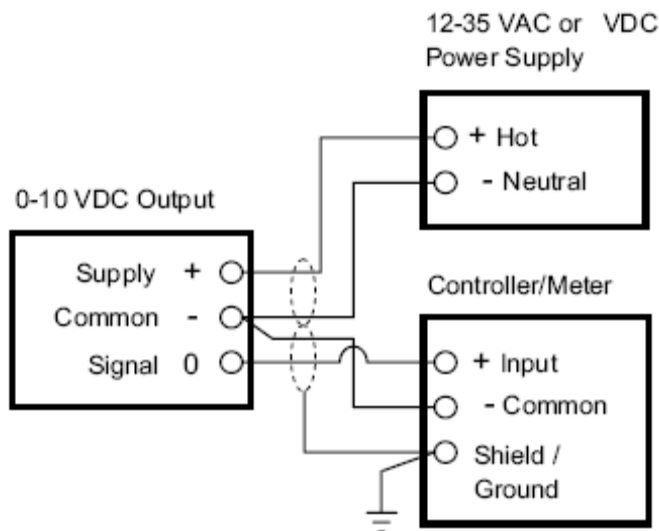 12-35 VAC or VDC
Power Supply
+ Hot
- Neutral
0-10 VDC Output
Supply +
Common -
Signal 0
Controller/Meter
+ Input
- Common
Shield /
Ground